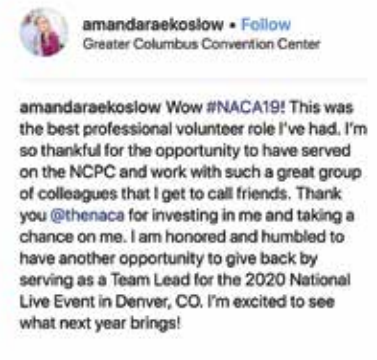 amandaraekoslow • Follow
Greater Columbus Convention Center
amandaraekoslow Wow #NACA19! This was
the best professional volunteer role I've had. I'm
so thankful for the opportunity to have served
on the NCPC and work with such a great group
of colleagues that I get to call friends. Thank
you @thenaca for investing in me and taking a
chance on me. I am honored and humbled to
have another opportunity to give back by
serving as a Team Lead for the 2020 National
Live Event in Denver, CO. I'm excited to see
what next year brings!